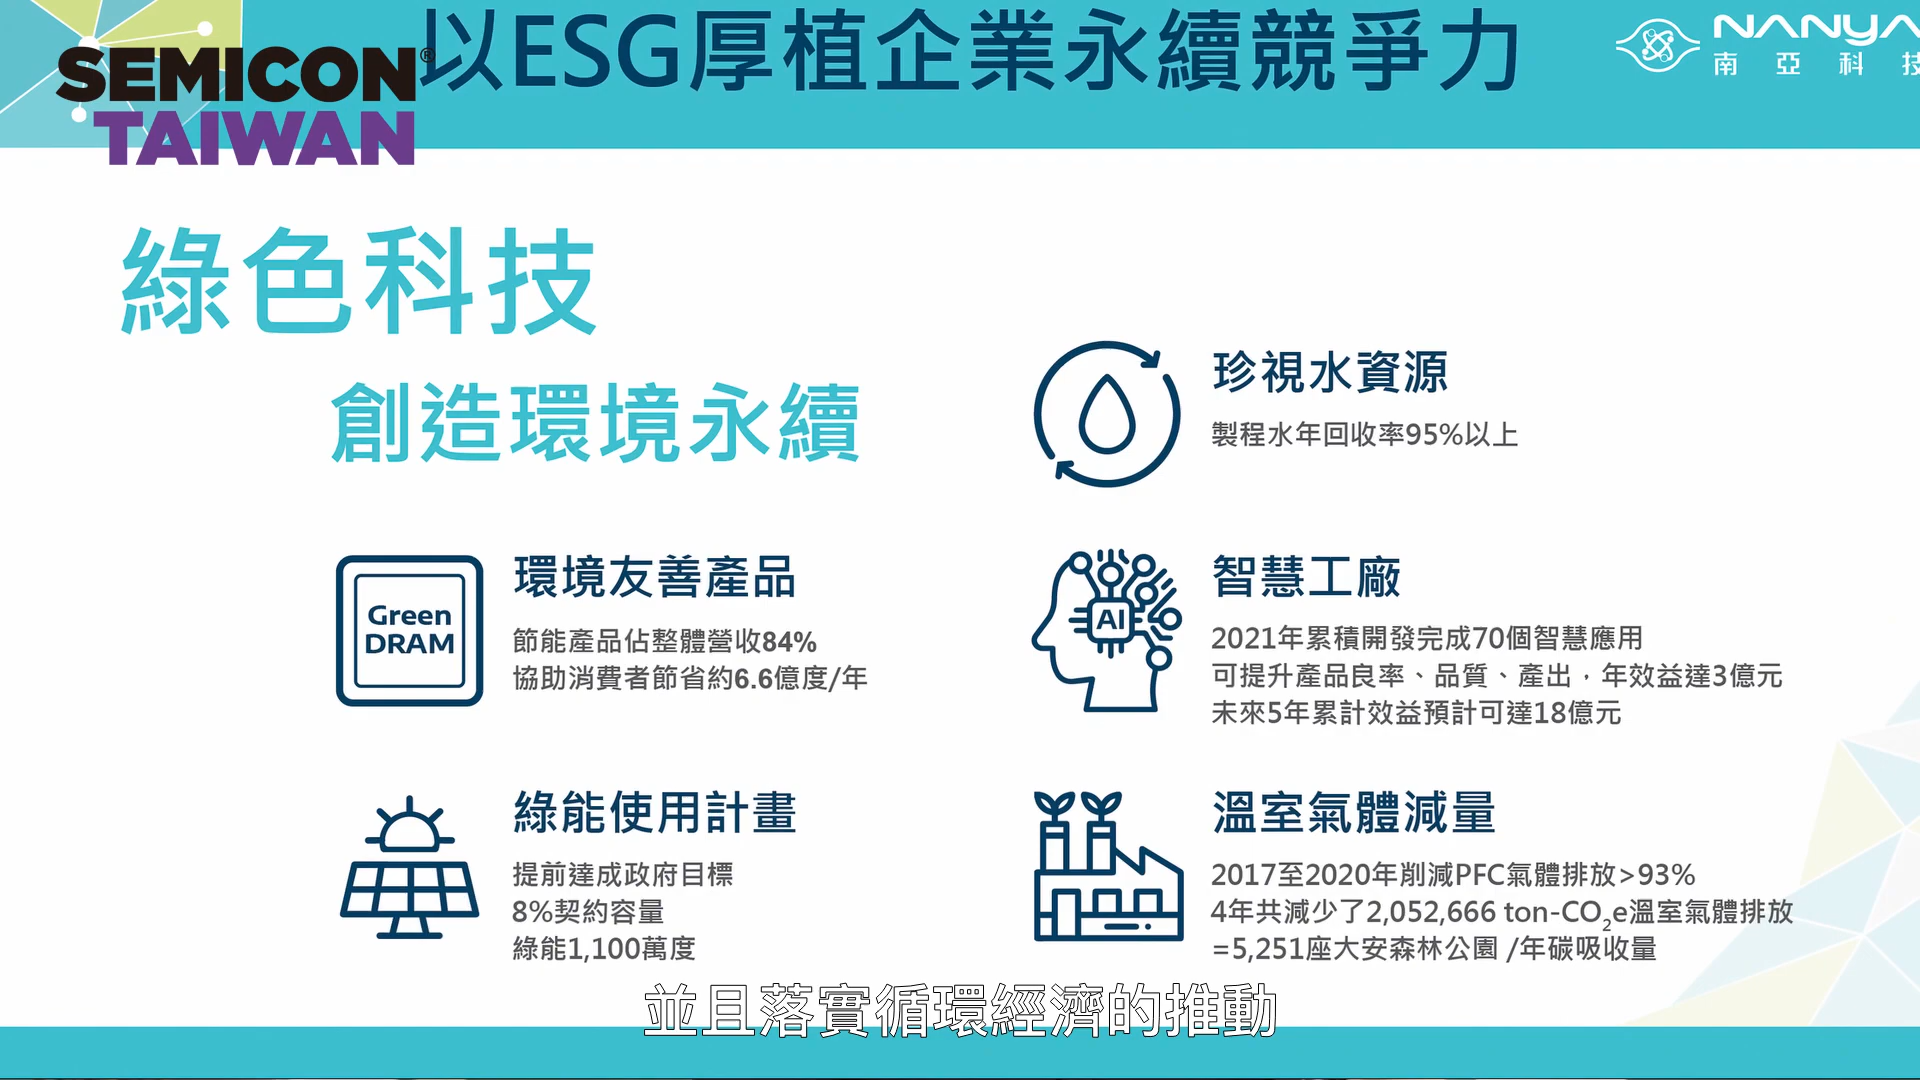 以ESG厚植企業永續競爭力
SEMICON®
TAIWAN
NANYA
南亞科技
綠色科技
創造環境永續
珍視水資源
製程水年回收率95%以上
Green
DRAM
環境友善產品
節能產品佔整體營收84%
協助消費者節省約6.6億度/年
AI
智慧工廠
2021年累積開發完成70個智慧應用
可提升產品良率、品質、產出，年效益達3億元
未來5年累計效益預計可達18億元
綠能使用計畫
提前達成政府目標
8%契約容量
綠能1,100萬度
溫室氣體減量
2017至2020年削減PFC氣體排放>93%
4年共減少了2,052,666 ton-CO₂e溫室氣體排放
=5,251座大安森林公園 /年碳吸收量
並且落實循環經濟的推動